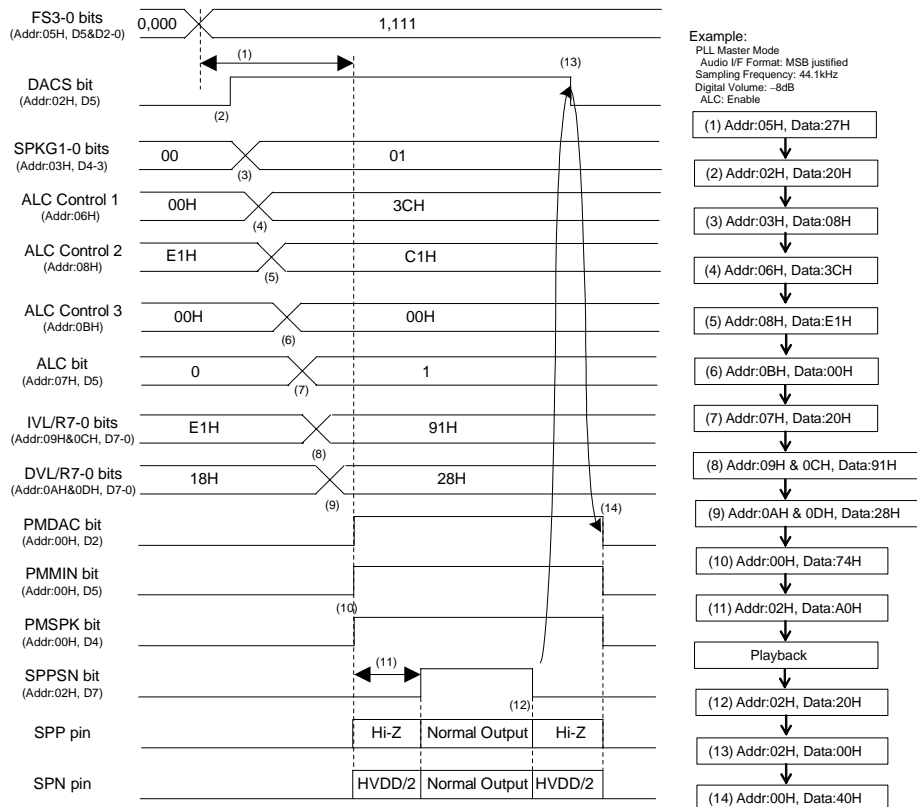 FS3-0 bits
(Addr:05H, D5&D2-0)
0,000
1,111
(1)
DACS bit
(Addr:02H, D5)
(2)
(13)
SPKG1-0 bits
(Addr:03H, D4-3)
00
01
(3)
ALC Control 1
(Addr:06H)
00H
3CH
(4)
ALC Control 2
(Addr:08H)
E1H
C1H
(5)
ALC Control 3
(Addr:0BH)
00H
00H
(6)
ALC bit
(Addr:07H, D5)
0
1
(7)
IVL/R7-0 bits
(Addr:09H&0CH, D7-0)
E1H
91H
(8)
DVL/R7-0 bits
(Addr:0AH&0DH, D7-0)
18H
28H
(9)
PMDAC bit
(Addr:00H, D2)
(14)
PMMIN bit
(Addr:00H, D5)
(10)
PMSPK bit
(Addr:00H, D4)
(11)
SPPSN bit
(Addr:02H, D7)
(12)
SPP pin
Hi-Z
Normal Output
Hi-Z
SPN pin
HVDD/2
Normal Output
HVDD/2
Example:
PLL Master Mode
Audio I/F Format: MSB justified
Sampling Frequency: 44.1kHz
Digital Volume: −8dB
ALC: Enable
(1) Addr:05H, Data:27H
(2) Addr:02H, Data:20H
(3) Addr:03H, Data:08H
(4) Addr:06H, Data:3CH
(5) Addr:08H, Data:E1H
(6) Addr:0BH, Data:00H
(7) Addr:07H, Data:20H
(8) Addr:09H & 0CH, Data:91H
(9) Addr:0AH & 0DH, Data:28H
(10) Addr:00H, Data:74H
(11) Addr:02H, Data:A0H
Playback
(12) Addr:02H, Data:20H
(13) Addr:02H, Data:00H
(14) Addr:00H, Data:40H